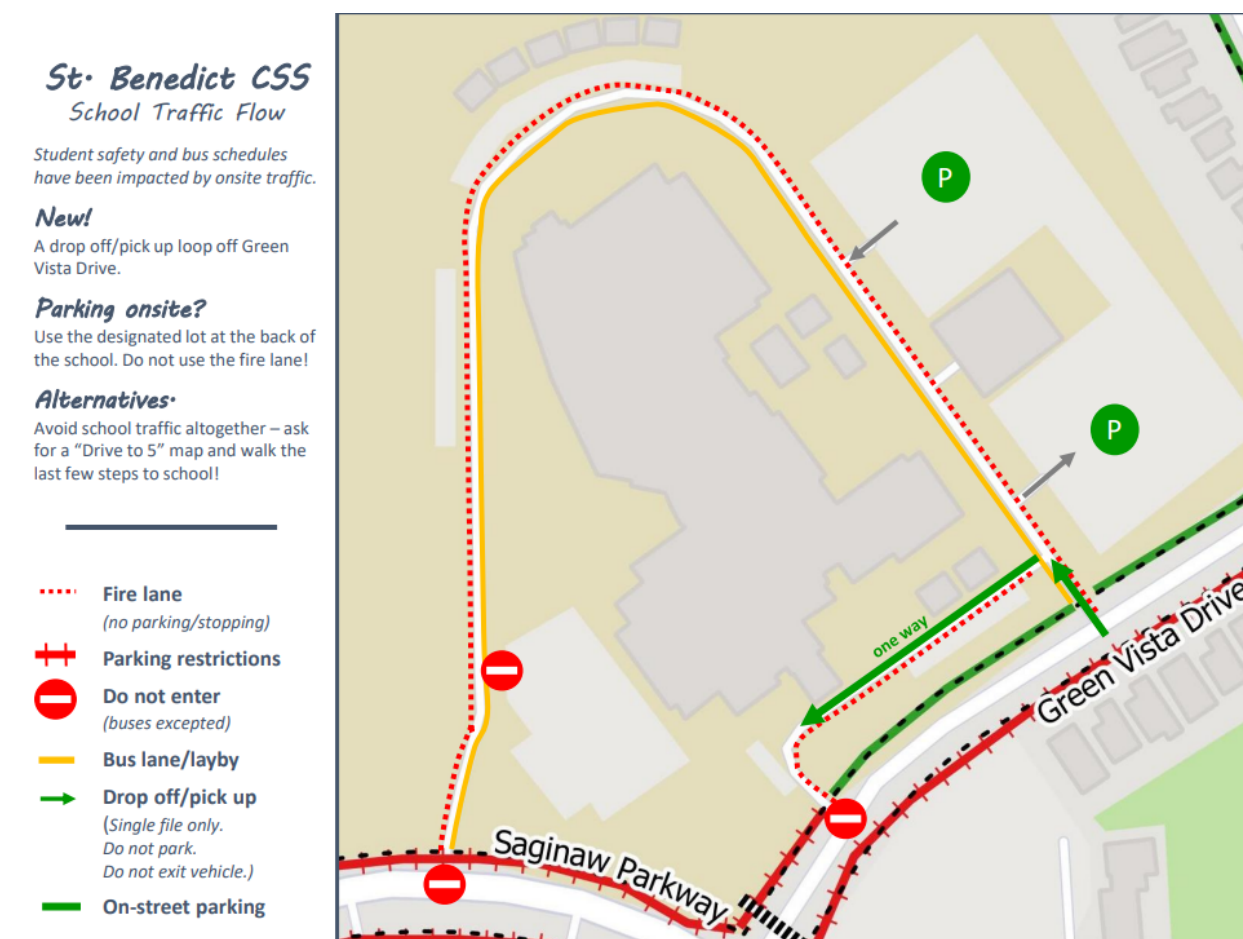 St. Benedict CSS
School Traffic Flow
Student safety and bus schedules
have been impacted by onsite traffic.
New!
A drop off/pick up loop off Green
Vista Drive.
Parking onsite?
Use the designated lot at the back of
the school. Do not use the fire lane!
Alternatives.
Avoid school traffic altogether – ask
for a “Drive to 5” map and walk the
last few steps to school!
Fire lane
(no parking/stopping)
Parking restrictions
Do not enter
(buses excepted)
Bus lane/layby
Drop off/pick up
(Single file only.
Do not park.
Do not exit vehicle.)
On-street parking
P
P
one way
Green Vista Drive
Saginaw Parkway